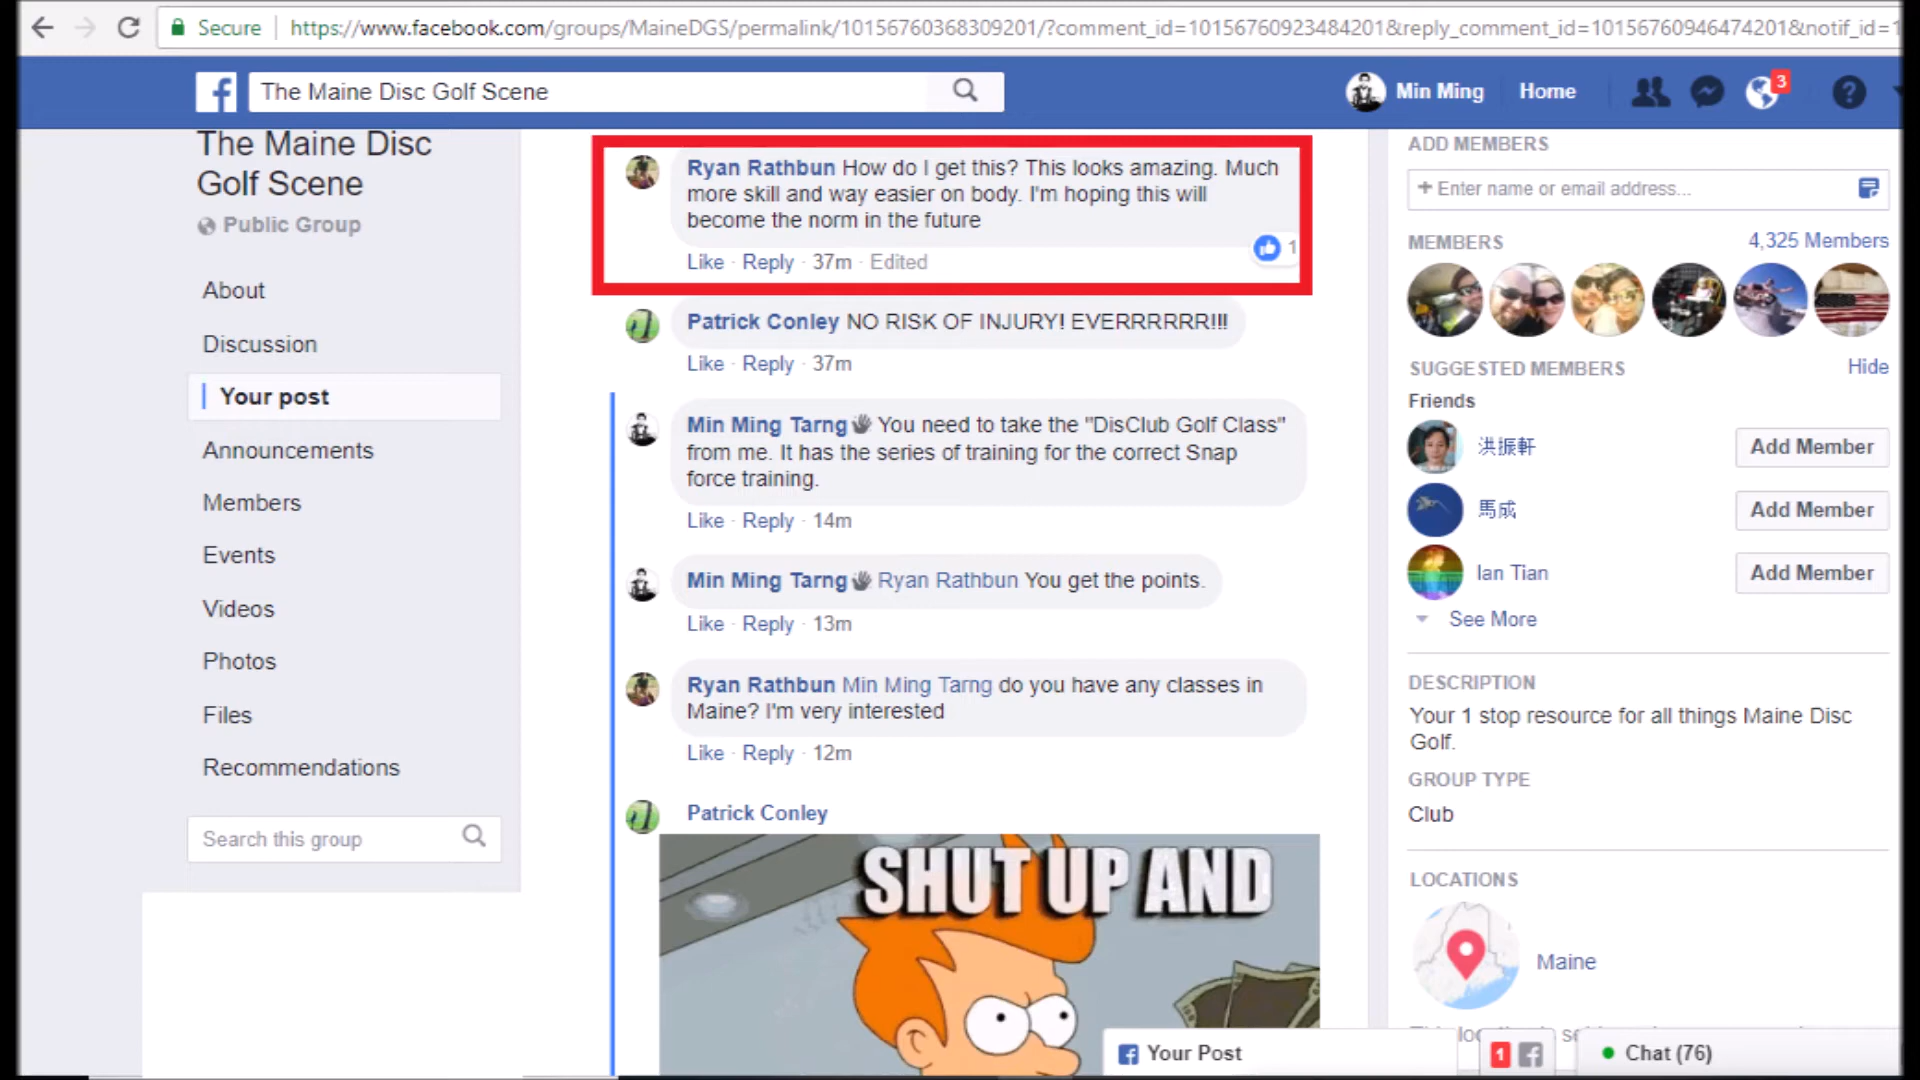 Secure
https://www.facebook.com/groups/MaineDGS/permalink/10156760368309201/?comment_id=10156760923484201&reply_comment_id=10156760946474201&notif_id=1
The Maine Disc Golf Scene
Min Ming
Home
3
The Maine Disc
Golf Scene
Public Group
About
Discussion
Your post
Announcements
Members
Events
Videos
Photos
Files
Recommendations
Search this group
Ryan Rathbun How do I get this? This looks amazing. Much
more skill and way easier on body. I'm hoping this will
become the norm in the future
1
Like · Reply · 37m · Edited
Patrick Conley NO RISK OF INJURY! EVERRRRRR!!!
Like · Reply · 37m
Min Ming Tarng You need to take the "DisClub Golf Class"
from me. It has the series of training for the correct Snap
force training.
Like · Reply · 14m
Min Ming Tarng Ryan Rathbun You get the points.
Like · Reply · 13m
Ryan Rathbun Min Ming Tarng do you have any classes in
Maine? I'm very interested
Like · Reply · 12m
Patrick Conley
SHUT UP AND
ADD MEMBERS
+ Enter name or email address...
MEMBERS
4,325 Members
SUGGESTED MEMBERS
Hide
Friends
洪振軒
Add Member
馬成
Add Member
Ian Tian
Add Member
See More
DESCRIPTION
Your 1 stop resource for all things Maine Disc
Golf.
GROUP TYPE
Club
LOCATIONS
Maine
Your Post
1
Chat (76)